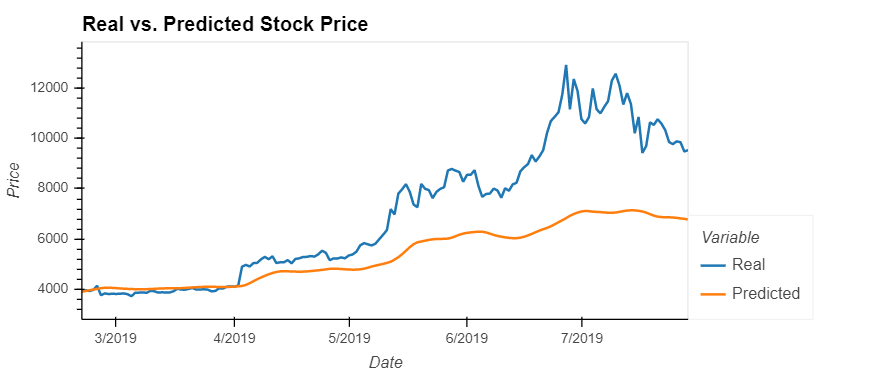 Real vs. Predicted Stock Price
Price
12000
10000
8000
6000
4000
3/2019 4/2019 5/2019 6/2019 7/2019
Date
Variable
Real
Predicted